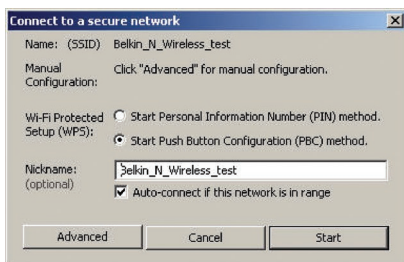 Connect to a secure network
Name: (SSID) Belkin_N_Wireless_test
Manual Configuration: Click "Advanced" for manual configuration.
Wi-Fi Protected Setup (WPS):
Start Personal Information Number (PIN) method.
Start Push Button Configuration (PBC) method.
Nickname: (optional)
Belkin_N_Wireless_test
Auto-connect if this network is in range
Advanced
Cancel
Start